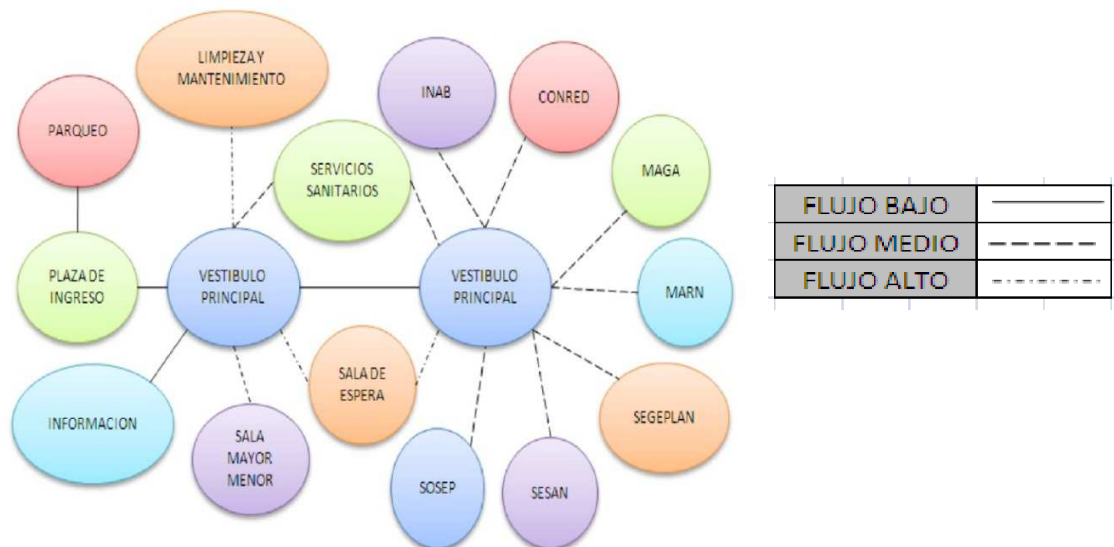 LIMPIEZA Y
MANTENIMIENTO
INAB
CONRED
PARQUEO
SERVICIOS
SANITARIOS
MAGA
PLAZA DE
INGRESO
VESTIBULO
PRINCIPAL
VESTIBULO
PRINCIPAL
MARN
INFORMACION
SALA
MAYOR
MENOR
SALA DE
ESPERA
SEGEPLAN
SOSEP
SESAN
FLUJO BAJO
FLUJO MEDIO
FLUJO ALTO